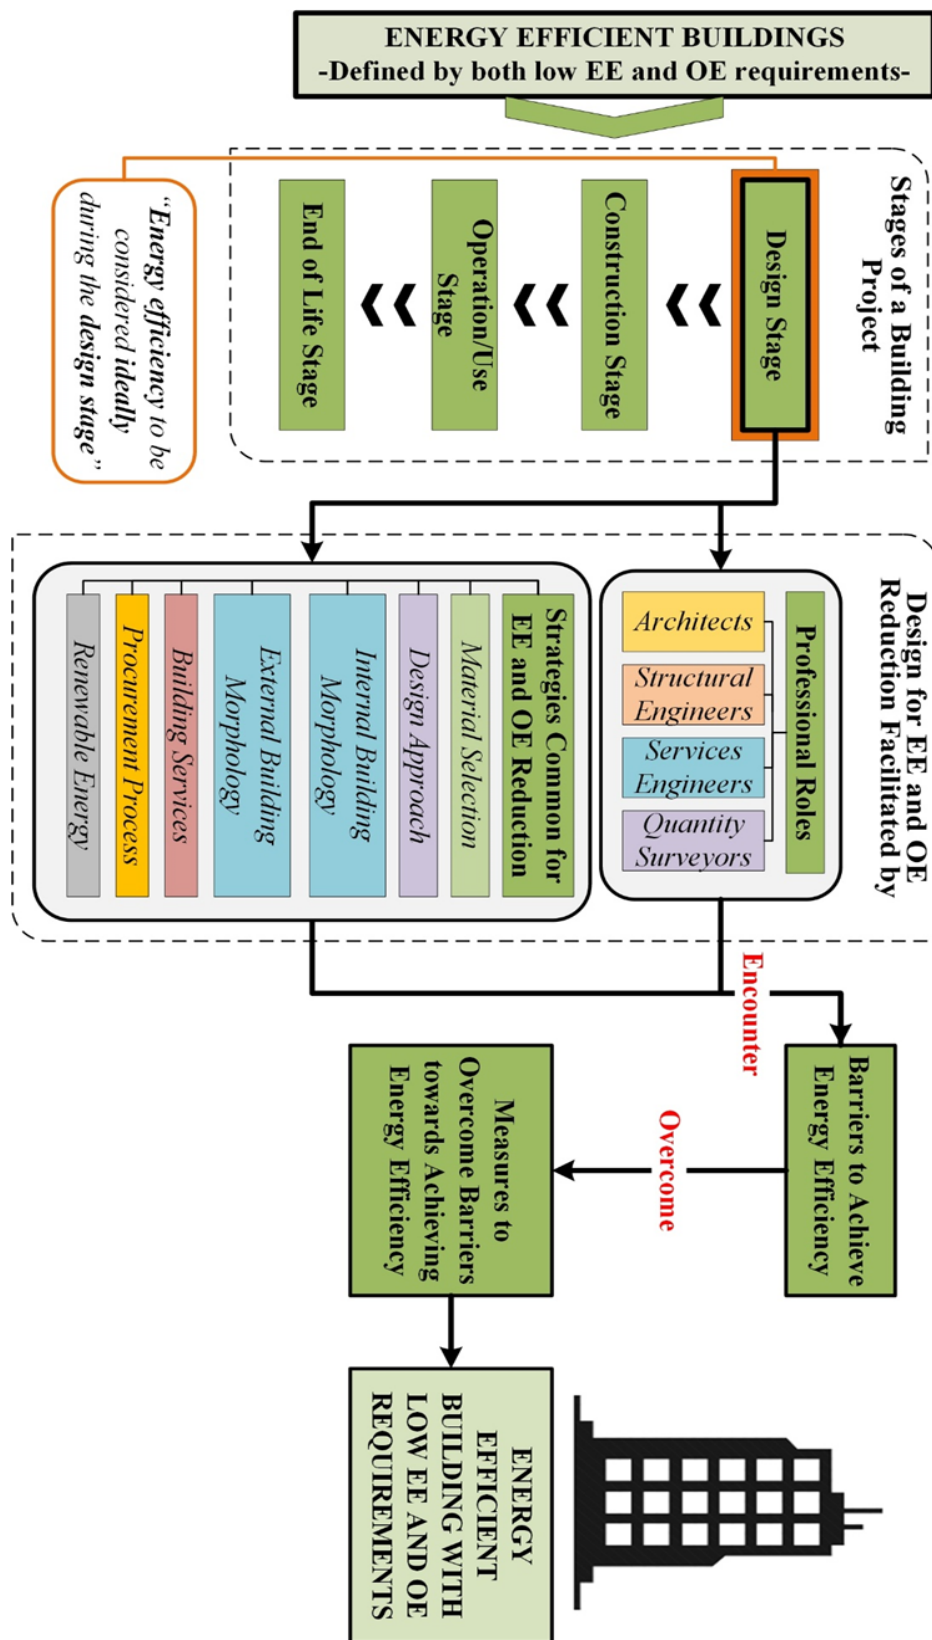 ENERGY EFFICIENT BUILDINGS
-Defined by both low EE and OE requirements-
Stages of a Building
Project
Design Stage
Construction Stage
Operation/Use
Stage
End of Life Stage
“Energy efficiency to be
considered ideally
during the design stage”
Design for EE and OE
Reduction Facilitated by
Professional Roles
Architects
Structural
Engineers
Services
Engineers
Quantity
Surveyors
Strategies Common for
EE and OE Reduction
Material Selection
Design Approach
Internal Building
Morphology
External Building
Morphology
Building Services
Procurement Process
Renewable Energy
Encounter
Barriers to Achieve
Energy Efficiency
Overcome
Measures to
Overcome Barriers
towards Achieving
Energy Efficiency
ENERGY
EFFICIENT
BUILDING WITH
LOW EE AND OE
REQUIREMENTS